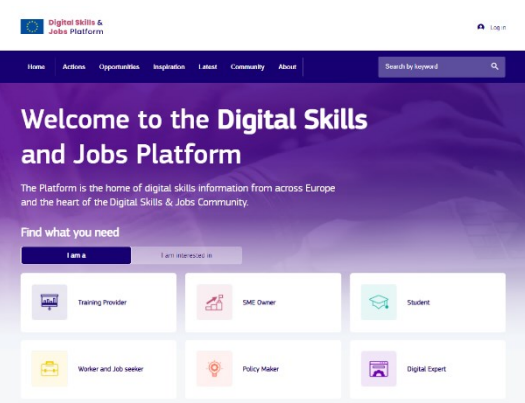 Digital Skills &
Jobs Platform
Log in
Home Actions Opportunities Inspiration Latest Community About Search by keyword
Welcome to the Digital Skills
and Jobs Platform
The Platform is the home of digital skills information from across Europe
and the heart of the Digital Skills & Jobs Community.
Find what you need
I am a I am interested in
Training Provider SME Owner Student
Worker and Job seeker Policy Maker Digital Expert